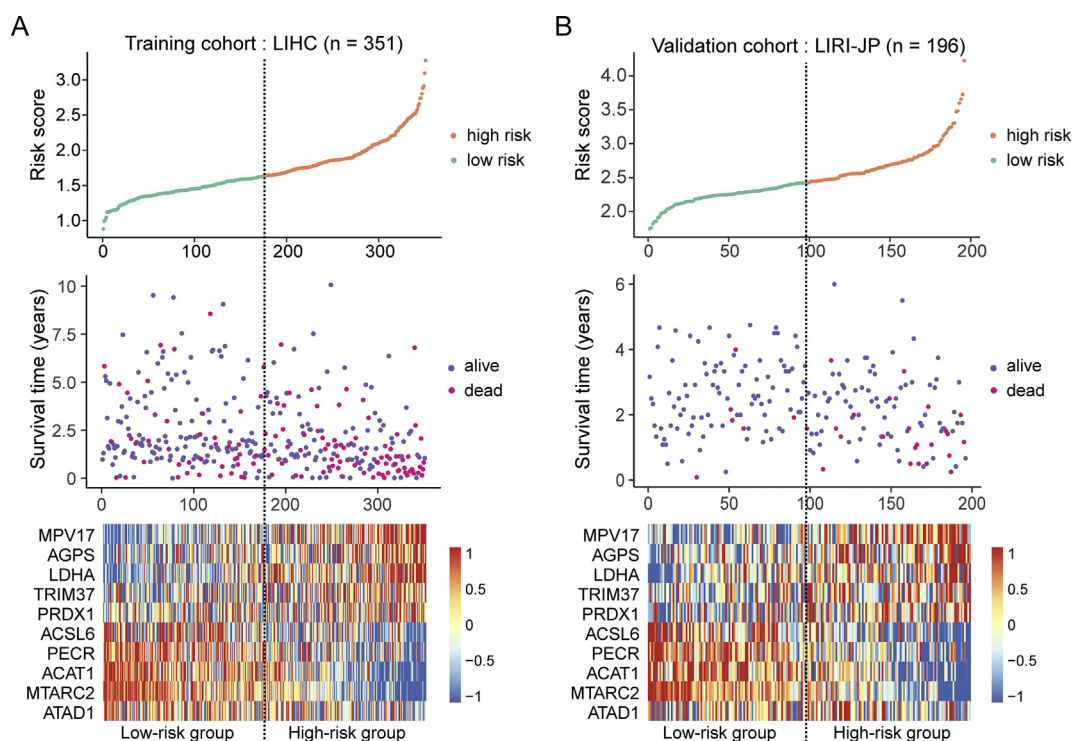 A
Training cohort : LIHC (n = 351)
Risk score
3.0
2.5
2.0
1.5
1.0
0
100
200
300
high risk
low risk
Survival time (years)
10
7.5
5.0
2.5
0
0
100
200
300
alive
dead
MPV17
AGPS
LDHA
TRIM37
PRDX1
ACSL6
PECR
ACAT1
MTARC2
ATAD1
1
0.5
0
−0.5
−1
Low-risk group
High-risk group
B
Validation cohort : LIRI-JP (n = 196)
Risk score
4.0
3.5
3.0
2.5
2.0
0
50
100
150
200
high risk
low risk
Survival time (years)
6
4
2
0
0
50
100
150
200
alive
dead
MPV17
AGPS
LDHA
TRIM37
PRDX1
ACSL6
PECR
ACAT1
MTARC2
ATAD1
1
0.5
0
−0.5
−1
Low-risk group
High-risk group